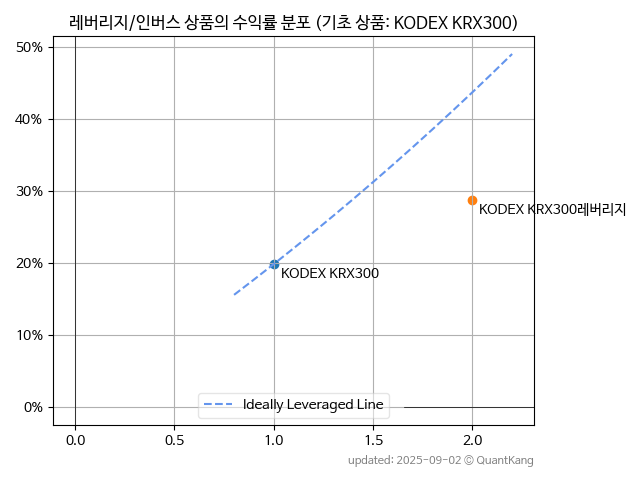 레버리지/인버스 상품의 수익률 분포 (기초 상품: KODEX KRX300)
50%
40%
30%
KODEX KRX300레버리지
20%
KODEX KRX300
10%
0%
Ideally Leveraged Line
0.0 0.5 1.0 1.5 2.0
updated: 2025-09-02 © QuantKang